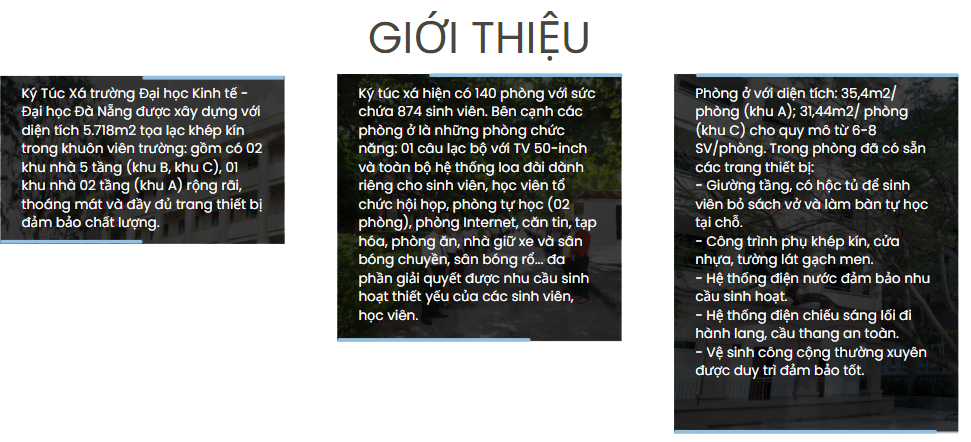 GIỚI THIỆU
Ký Túc Xá trường Đại học Kinh tế -
Đại học Đà Nẵng được xây dựng với
diện tích 5.718m2 tọa lạc khép kín
trong khuôn viên trường: gồm có 02
khu nhà 5 tầng (khu B, khu C), 01
khu nhà 02 tầng (khu A) rộng rãi,
thoáng mát và đầy đủ trang thiết bị
đảm bảo chất lượng.
Ký túc xá hiện có 140 phòng với sức
chứa 874 sinh viên. Bên cạnh các
phòng ở là những phòng chức
năng: 01 câu lạc bộ với TV 50-inch
và toàn bộ hệ thống loa đài dành
riêng cho sinh viên, học viên tổ
chức hội họp, phòng tự học (02
phòng), phòng Internet, căn tin, tạp
hóa, phòng ăn, nhà giữ xe và sân
bóng chuyền, sân bóng rổ... đa
phần giải quyết được nhu cầu sinh
hoạt thiết yếu của các sinh viên,
học viên.
Phòng ở với diện tích: 35,4m2/
phòng (khu A); 31,44m2/ phòng
(khu C) cho quy mô từ 6-8
SV/phòng. Trong phòng đã có sẵn
các trang thiết bị:
- Giường tầng, có hộc tủ để sinh
viên bỏ sách vở và làm bàn tự học
tại chỗ.
- Công trình phụ khép kín, cửa
nhựa, tường lát gạch men.
- Hệ thống điện nước đảm bảo nhu
cầu sinh hoạt.
- Hệ thống điện chiếu sáng lối đi
hành lang, cầu thang an toàn.
- Vệ sinh công cộng thường xuyên
được duy trì đảm bảo tốt.